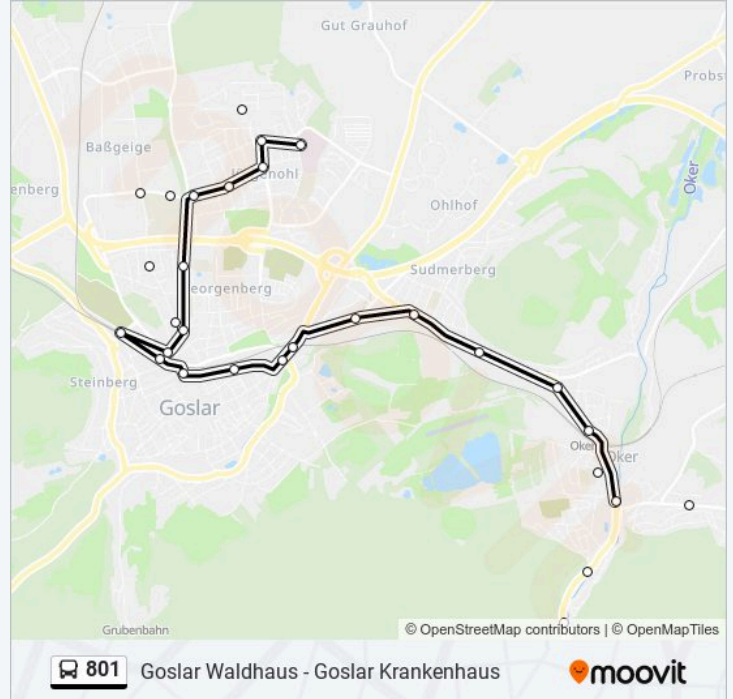 Gut Grauhof
Probst
Baßgeige
enberg
Jürgenohl
Oker
Ohlhof
Sudmerberg
eorgenberg
Steinberg
Goslar
Oker
Oker
Grubenbahn
© OpenStreetMap contributors | © OpenMapTiles
801 Goslar Waldhaus - Goslar Krankenhaus
moovit